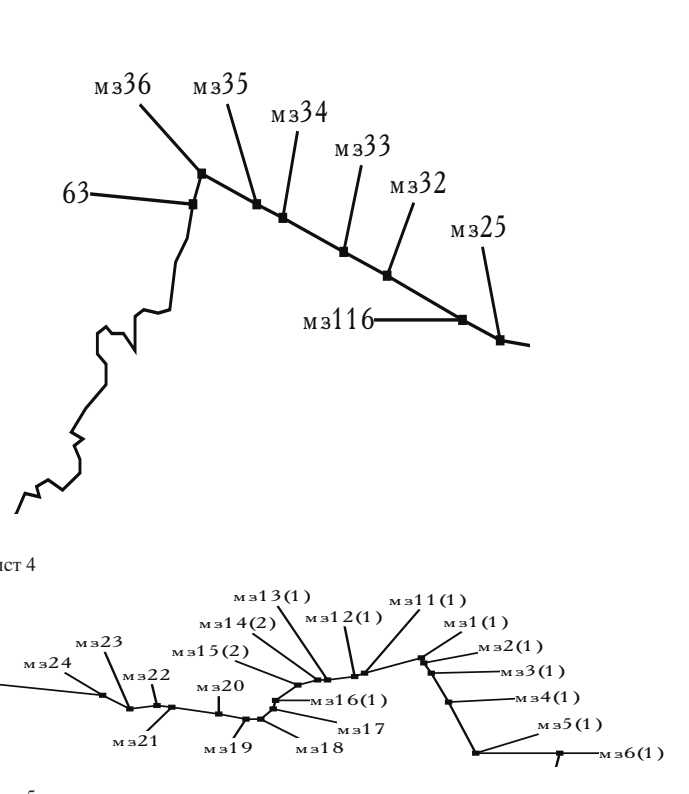 мз36 мз35
мз34
мз33
63 мз32
мз25
мз116
ист 4
мз13(1) мз11(1)
мз14(2) мз12(1) мз1(1)
мз23 мз15(2) мз2(1)
мз24 мз22 мз3(1)
мз20 мз16(1) мз4(1)
мз21 мз19 мз18 мз17 мз5(1)
мз6(1)